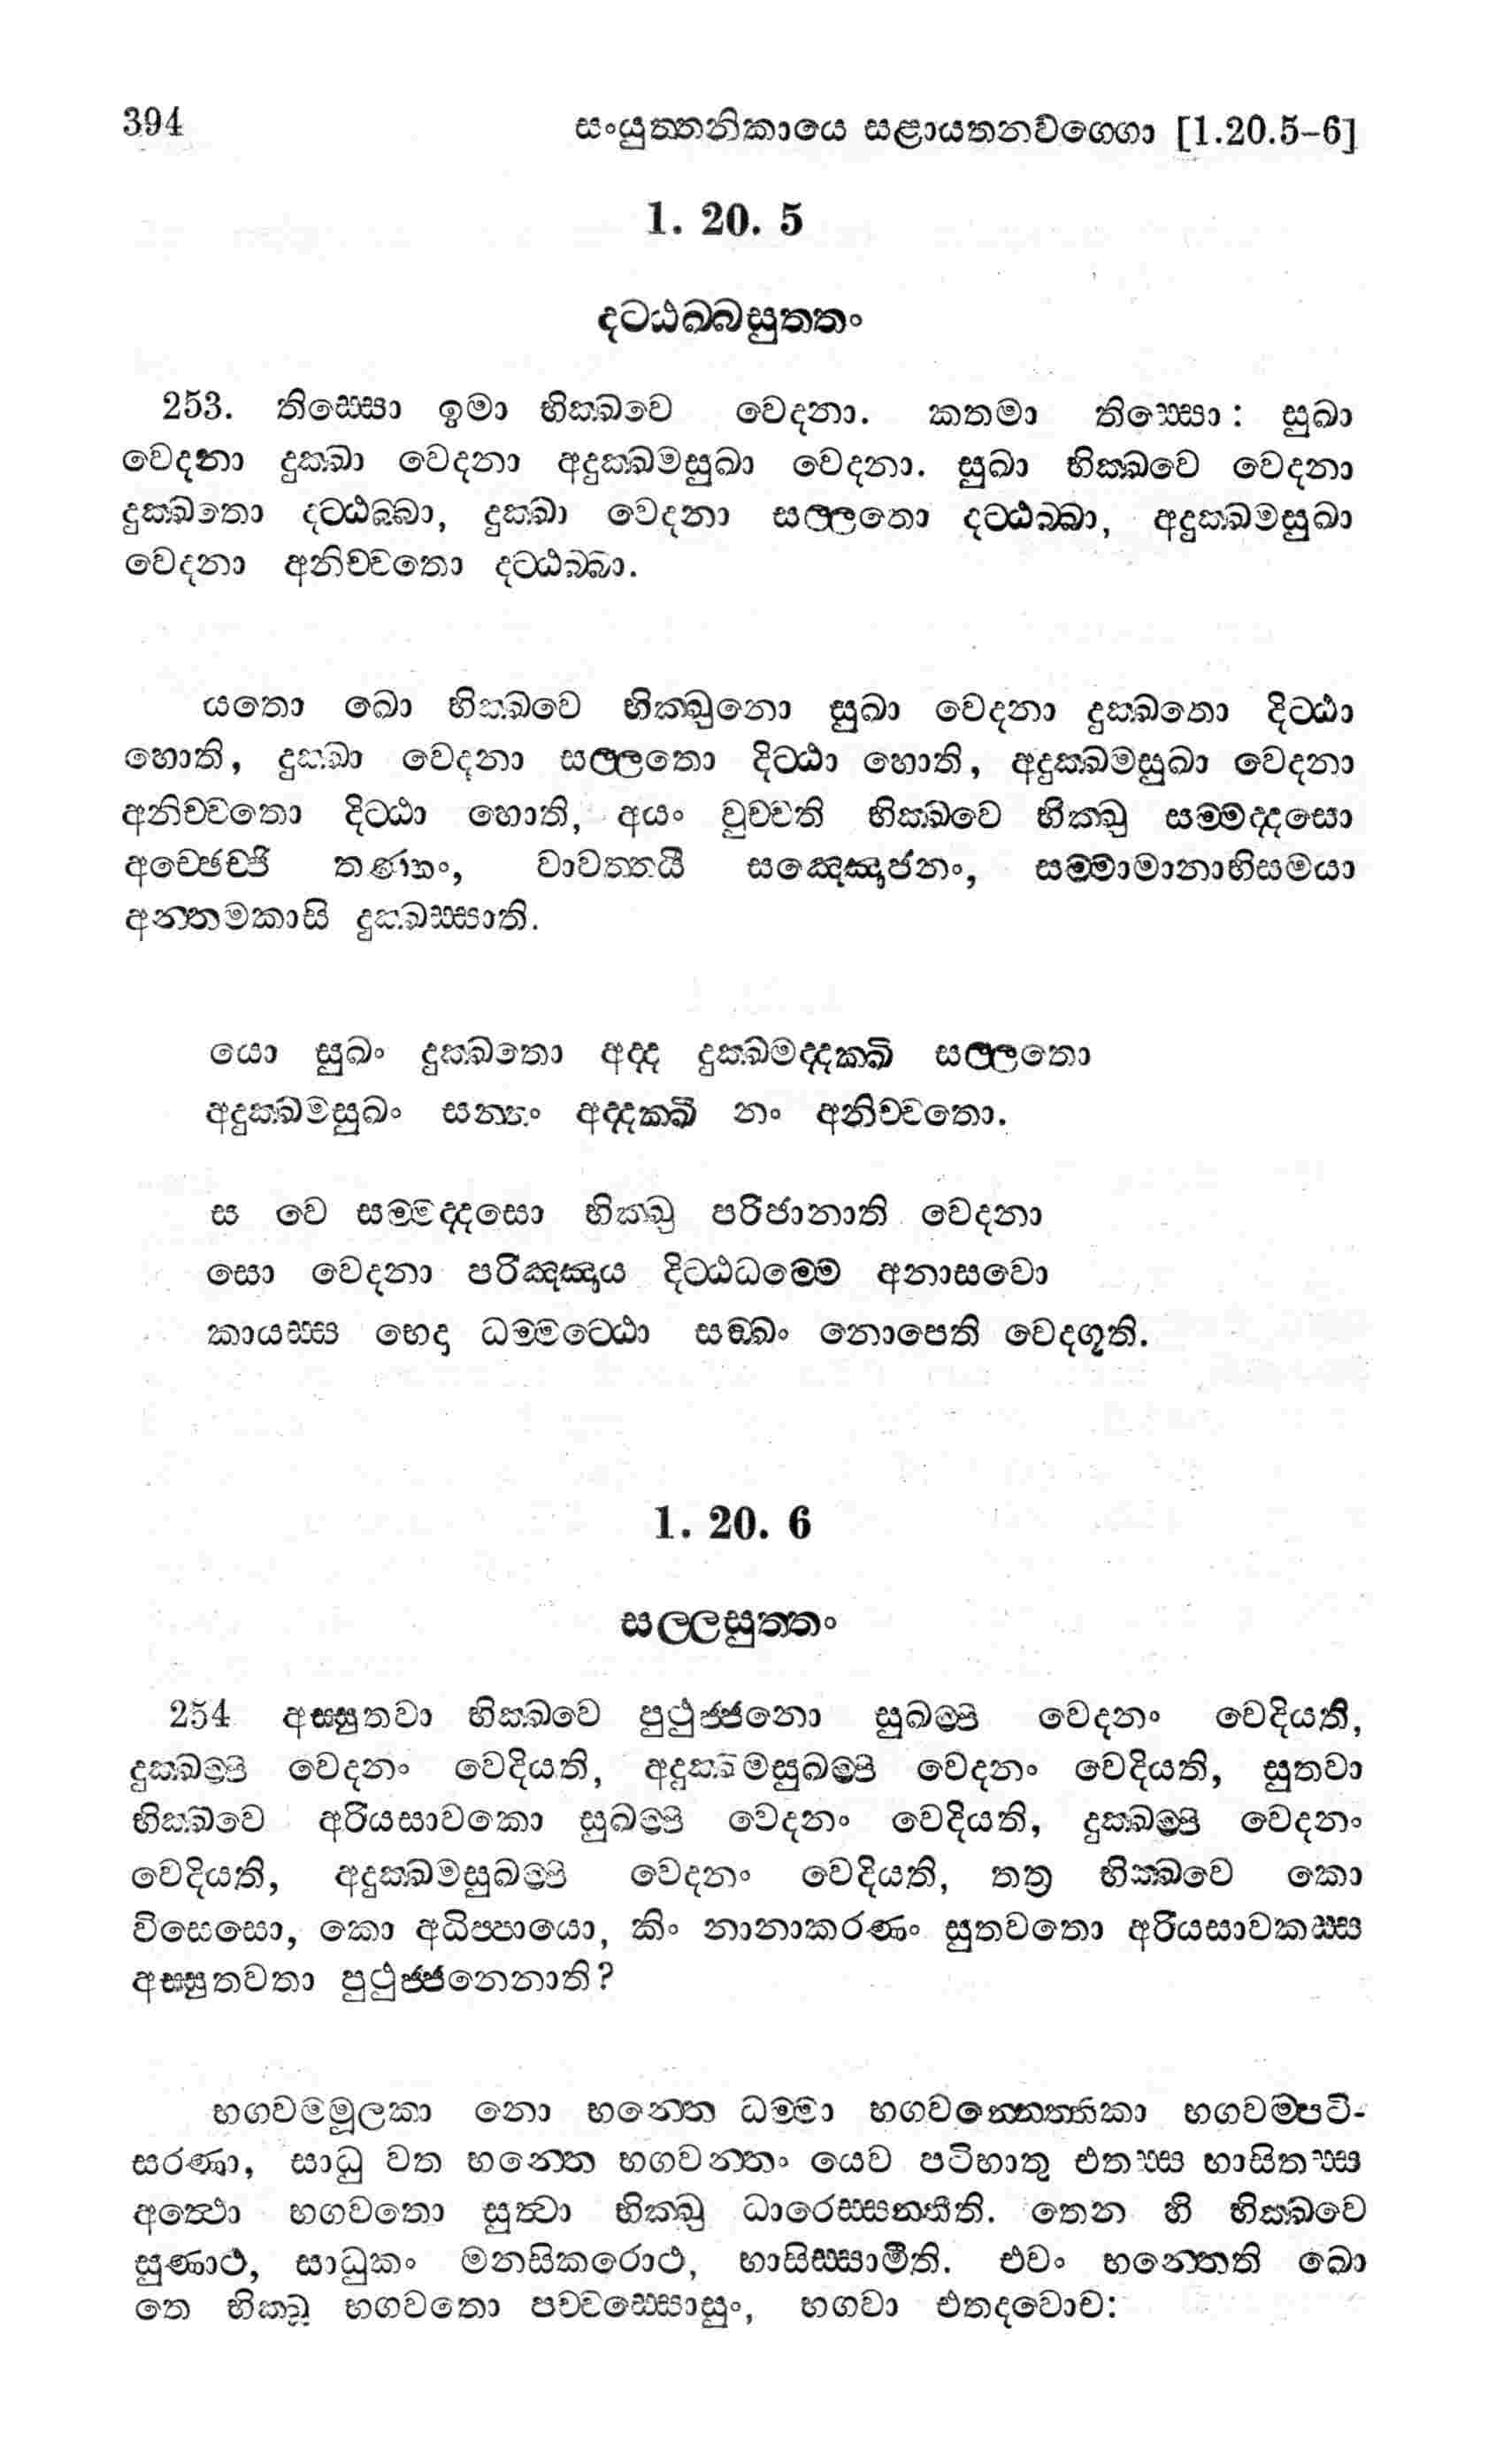 394 සංයුත්තනිකායෙ සළායතනවග්ගො [1.20.5-6]
1. 20. 5
දට්ඨබ්බසුත්තං
253. තිස්සො ඉමා භික්ඛවෙ වෙදනා. කතමා තිස්සො: සුඛා
වෙදනා දුක්ඛා වෙදනා අදුක්ඛමසුඛා වෙදනා. සුඛා භික්ඛවෙ වෙදනා
දුක්ඛතො දට්ඨබ්බා, දුක්ඛා වෙදනා සල්ලතො දට්ඨබ්බා, අදුක්ඛමසුඛා
වෙදනා අනිච්චතො දට්ඨබ්බා.
යතො ඛො භික්ඛවෙ භික්ඛුනො සුඛා වෙදනා දුක්ඛතො දිට්ඨා
හොති, දුක්ඛා වෙදනා සල්ලතො දිට්ඨා හොති, අදුක්ඛමසුඛා වෙදනා
අනිච්චතො දිට්ඨා හොති, අයං වුච්චති භික්ඛවෙ භික්ඛු සම්මද්දසො
අච්ඡෙච්ඡි තණ්හං, වාවත්තයී සඤ්ඤොජනං, සම්මාමානාභිසමයා
අන්තමකාසි දුක්ඛස්සාති.
යො සුඛං දුක්ඛතො අද්ද දුක්ඛමද්දක්ඛි සල්ලතො
අදුක්ඛමසුඛං සන්තං අද්දක්ඛී නං අනිච්චතො.
ස වෙ සම්මද්දසො භික්ඛු පරිජානාති වෙදනා
සො වෙදනා පරිඤ්ඤාය දිට්ඨධම්මෙ අනාසවො
කායස්ස භෙදා ධම්මට්ඨො සඞ්ඛං නොපෙති වෙදගූති.
1. 20. 6
සල්ලසුත්තං
254 අස්සුතවා භික්ඛවෙ පුථුජ්ජනො සුඛම්පි වෙදනං වෙදියති,
දුක්ඛම්පි වෙදනං වෙදියති, අදුක්ඛමසුඛම්පි වෙදනං වෙදියති, සුතවා
භික්ඛවෙ අරියසාවකො සුඛම්පි වෙදනං වෙදියති, දුක්ඛම්පි වෙදනං
වෙදියති, අදුක්ඛමසුඛම්පි වෙදනං වෙදියති, තත්‍ර භික්ඛවෙ කො
විසෙසො, කො අධිප්පායො, කිං නානාකරණං සුතවතො අරියසාවකස්ස
අස්සුතවතා පුථුජ්ජනෙනාති?
භගවම්මූලකා නො භන්තෙ ධම්මා භගවන්නෙත්තිකා භගවම්පටි-
සරණා, සාධු වත භන්තෙ භගවන්තං යෙව පටිභාතු එතස්ස භාසිතස්ස
අත්ථො භගවතො සුත්වා භික්ඛු ධාරෙස්සන්තීති. තෙන හි භික්ඛවෙ
සුණාථ, සාධුකං මනසිකරොථ, භාසිස්සාමීති. එවං භන්තෙති ඛො
තෙ භික්ඛූ භගවතො පච්චස්සොසුං, භගවා එතදවොච: